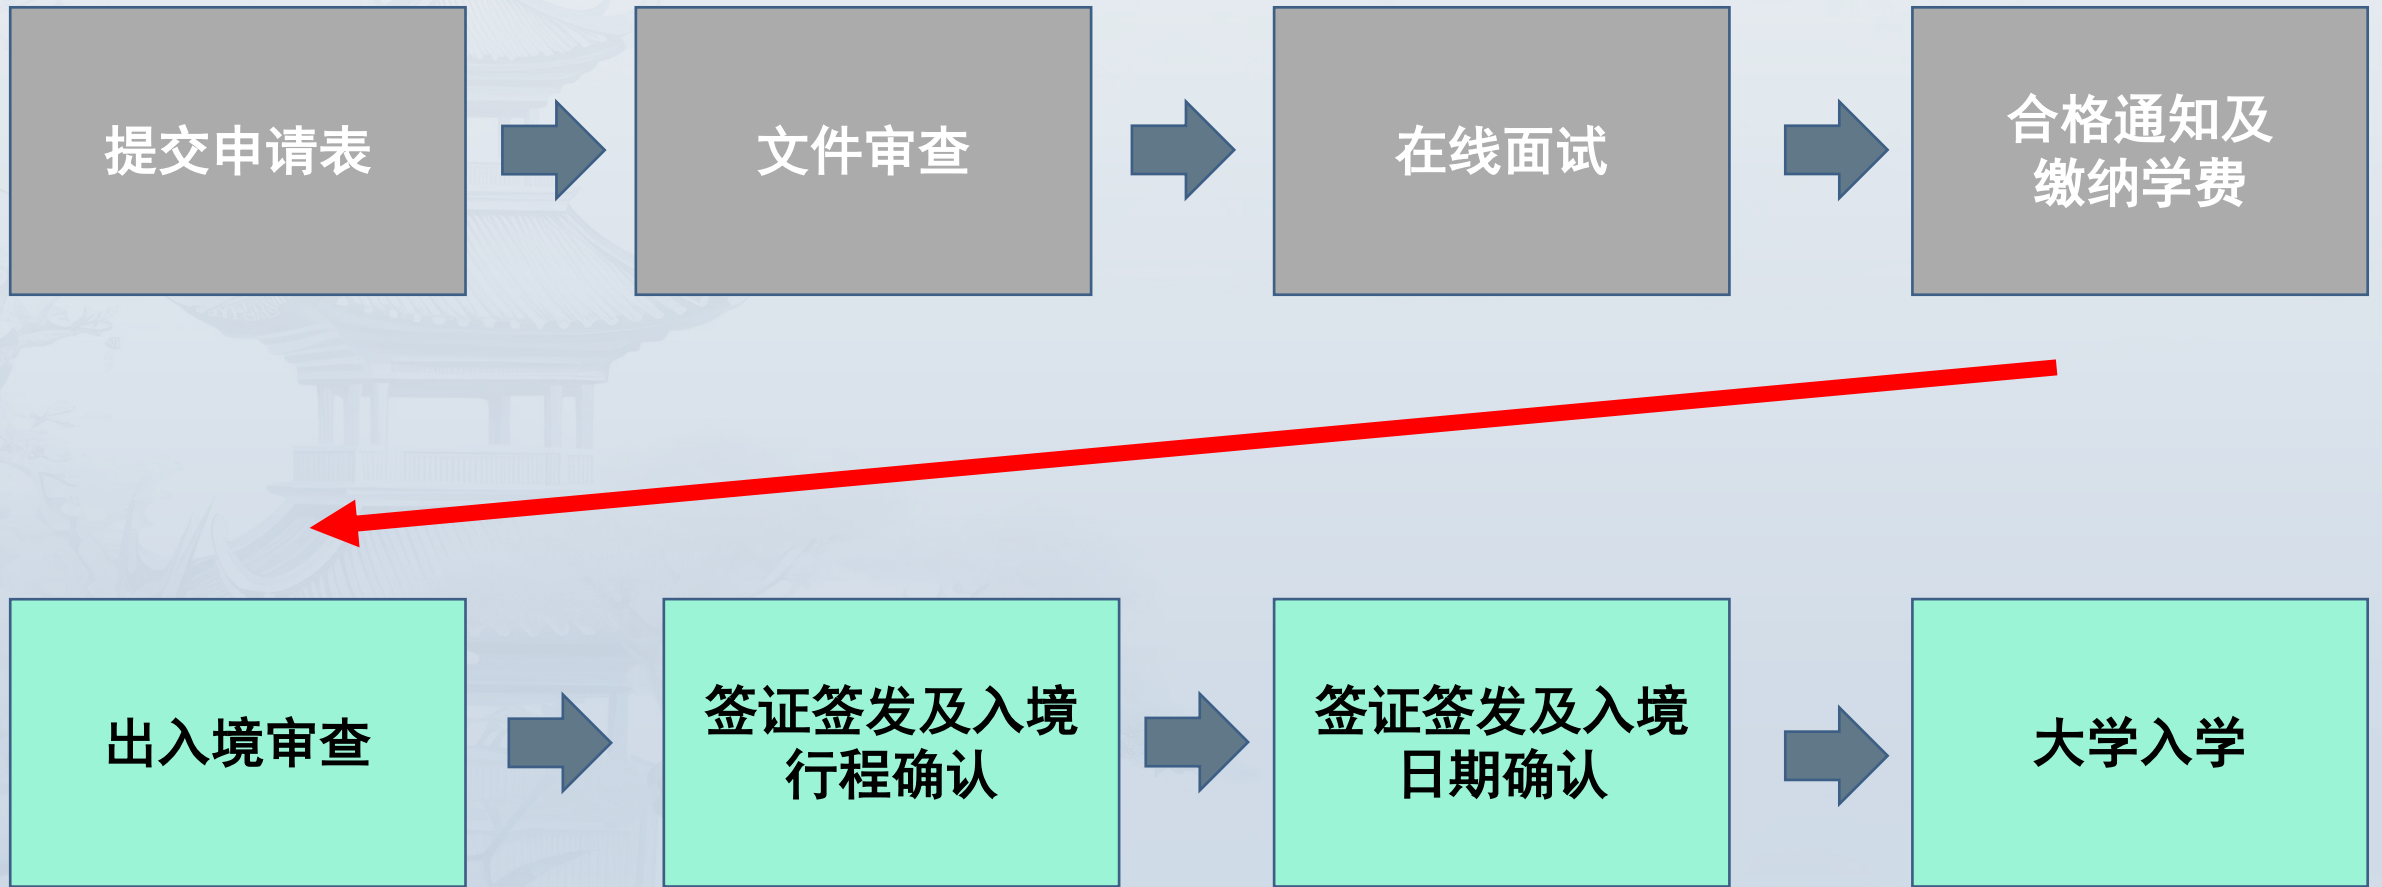 提交申请表
文件审查
在线面试
合格通知及
缴纳学费
出入境审查
签证签发及入境
行程确认
签证签发及入境
日期确认
大学入学